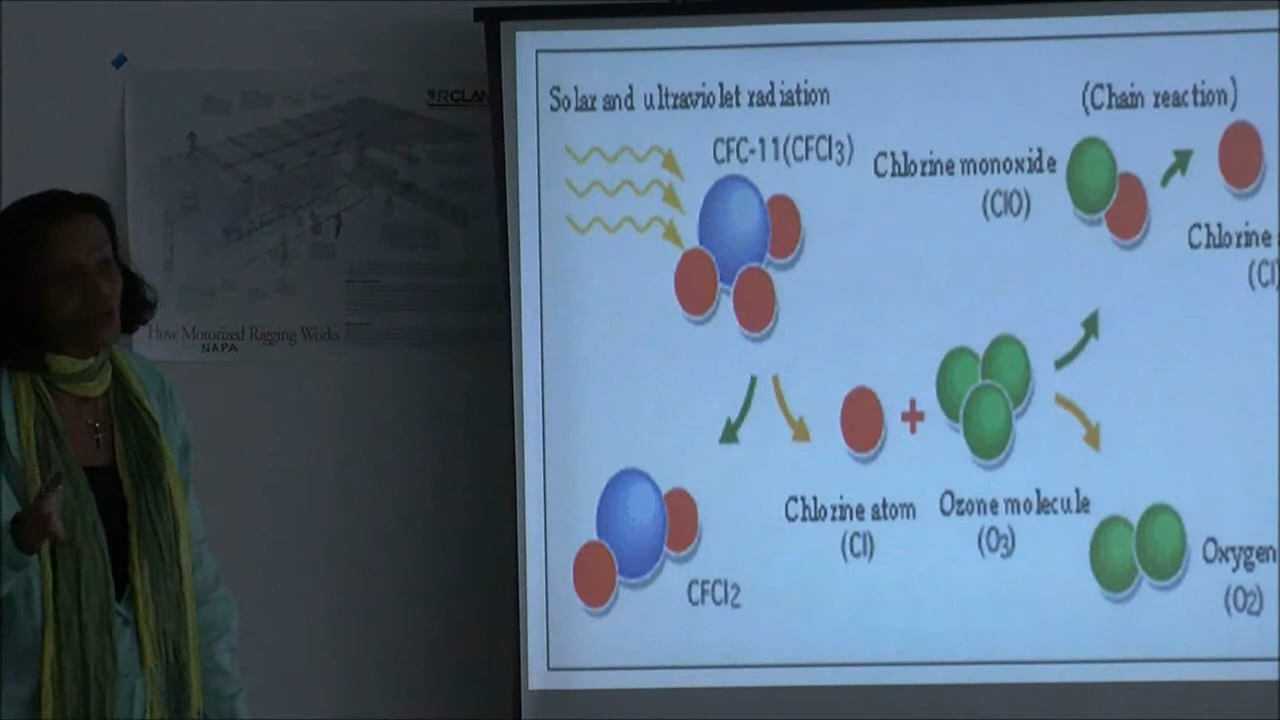 Solar and ultraviolet radiation
(Chain reaction)
CFC-11(CFCl3)
Chlorine monoxide
(ClO)
Chlorine
(Cl
+
Chlorine atom
(Cl)
Ozone molecule
(O3)
Oxygen
(O2)
CFCl2
How Motorized Rigging Works
NAPA